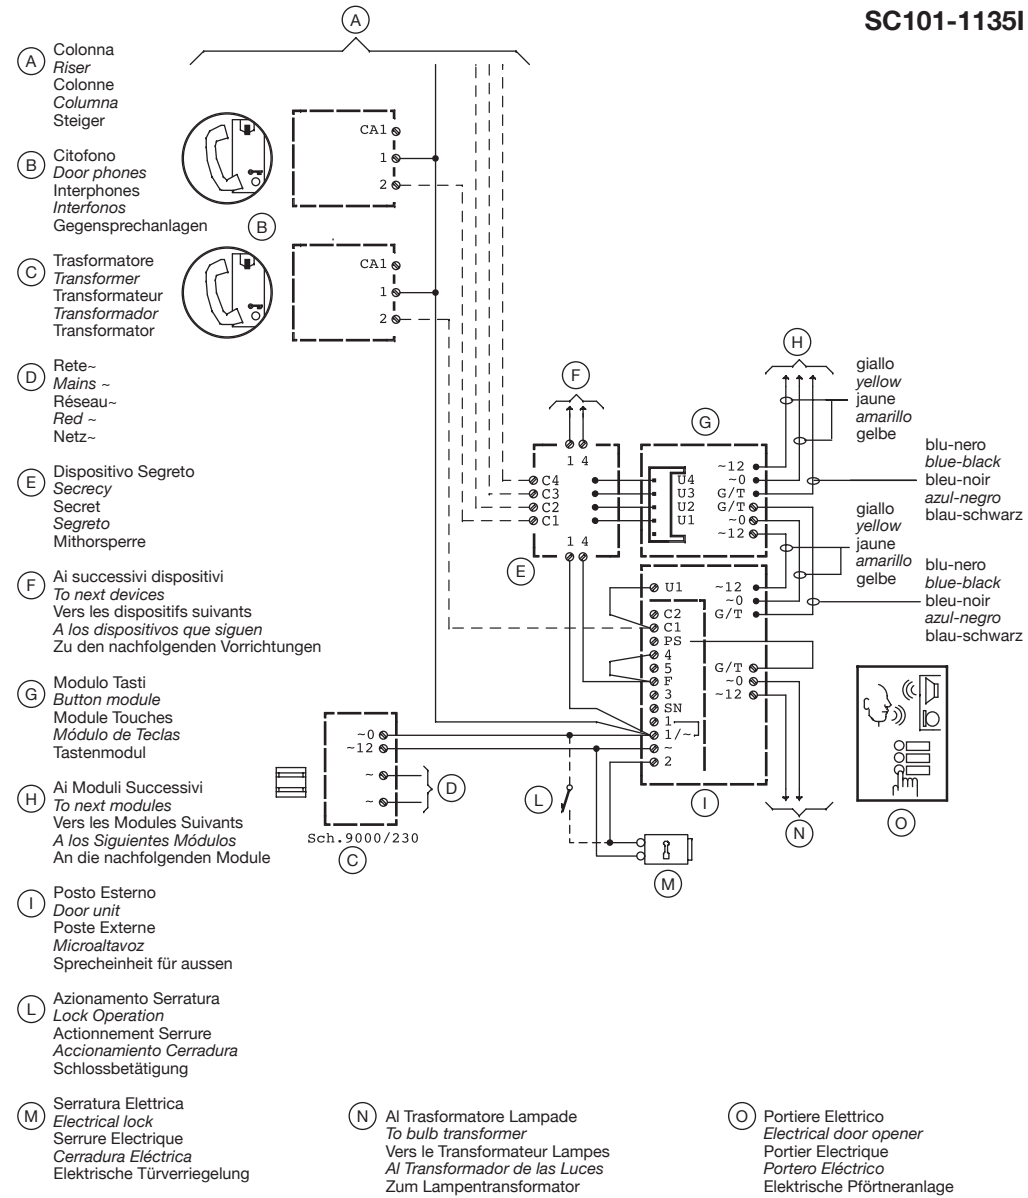 SC101-1135I
A
A
Colonna
Riser
Colonne
Columna
Steiger
B
Citofono
Door phones
Interphones
Interfonos
Gegensprechanlagen
C
Trasformatore
Transformer
Transformateur
Transformador
Transformator
D
Rete~
Mains ~
Réseau~
Red ~
Netz~
E
Dispositivo Segreto
Secrecy
Secret
Segreto
Mithorsperre
F
Ai successivi dispositivi
To next devices
Vers les dispositifs suivants
A los dispositivos que siguen
Zu den nachfolgenden Vorrichtungen
G
Modulo Tasti
Button module
Module Touches
Módulo de Teclas
Tastenmodul
H
Ai Moduli Successivi
To next modules
Vers les Modules Suivants
A los Siguientes Módulos
An die nachfolgenden Module
I
Posto Esterno
Door unit
Poste Externe
Microaltavoz
Sprecheinheit für aussen
L
Azionamento Serratura
Lock Operation
Actionnement Serrure
Accionamiento Cerradura
Schlossbetätigung
M
Serratura Elettrica
Electrical lock
Serrure Electrique
Cerradura Eléctrica
Elektrische Türverriegelung
N
Al Trasformatore Lampade
To bulb transformer
Vers le Transformateur Lampes
Al Transformador de las Luces
Zum Lampentransformator
O
Portiere Elettrico
Electrical door opener
Portier Electrique
Portero Eléctrico
Elektrische Pförtneranlage
CA1
1
2
B
CA1
1
2
F
1 4
C4
C3
C2
C1
1 4
E
G
U4
U3
U2
U1
~12
~0
G/T
G/T
~0
~12
H
giallo
yellow
jaune
amarillo
gelbe
blu-nero
blue-black
bleu-noir
azul-negro
blau-schwarz
giallo
yellow
jaune
amarillo
gelbe
blu-nero
blue-black
bleu-noir
azul-negro
blau-schwarz
U1
C2
C1
PS
4
5
F
3
SN
1
1/~
~
2
~12
~0
G/T
G/T
~0
~12
I
N
O
~0
~12
~
~
D
Sch.9000/230
C
L
M